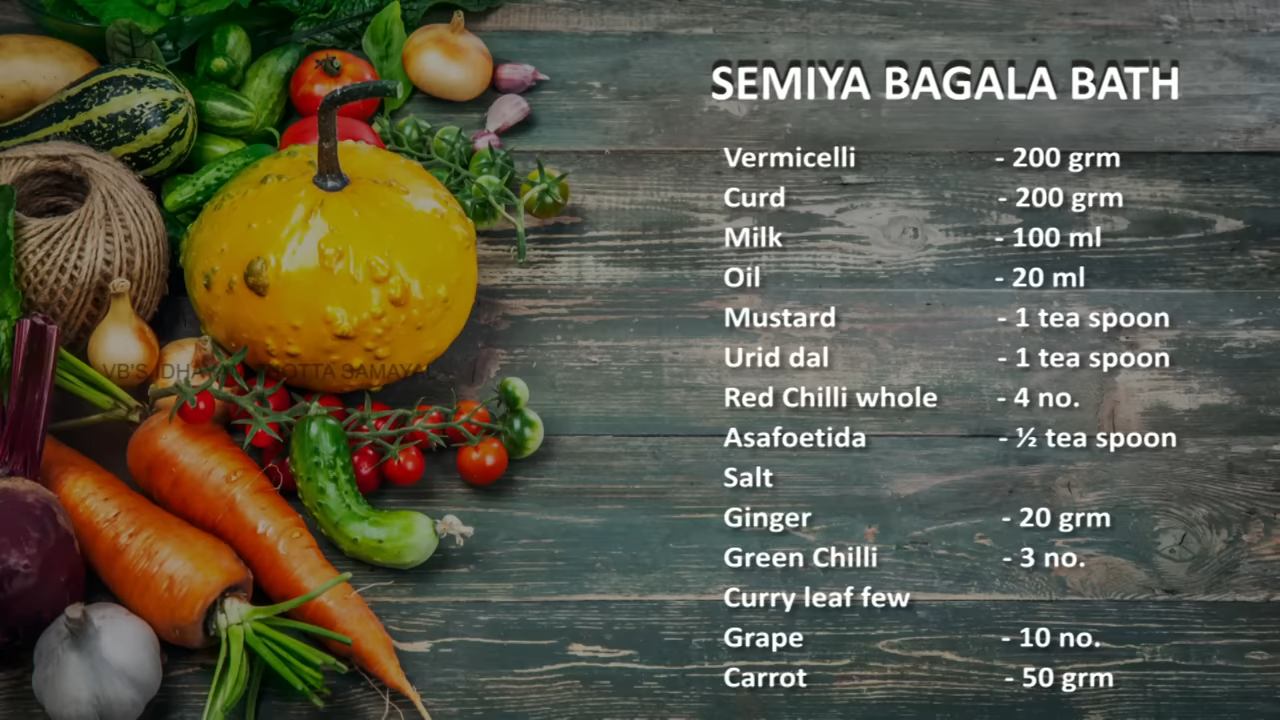 SEMIYA BAGALA BATH
Vermicelli - 200 grm
Curd - 200 grm
Milk - 100 ml
Oil - 20 ml
Mustard - 1 tea spoon
Urid dal - 1 tea spoon
Red Chilli whole - 4 no.
Asafoetida - ½ tea spoon
Salt
Ginger - 20 grm
Green Chilli - 3 no.
Curry leaf few
Grape - 10 no.
Carrot - 50 grm
VB'S